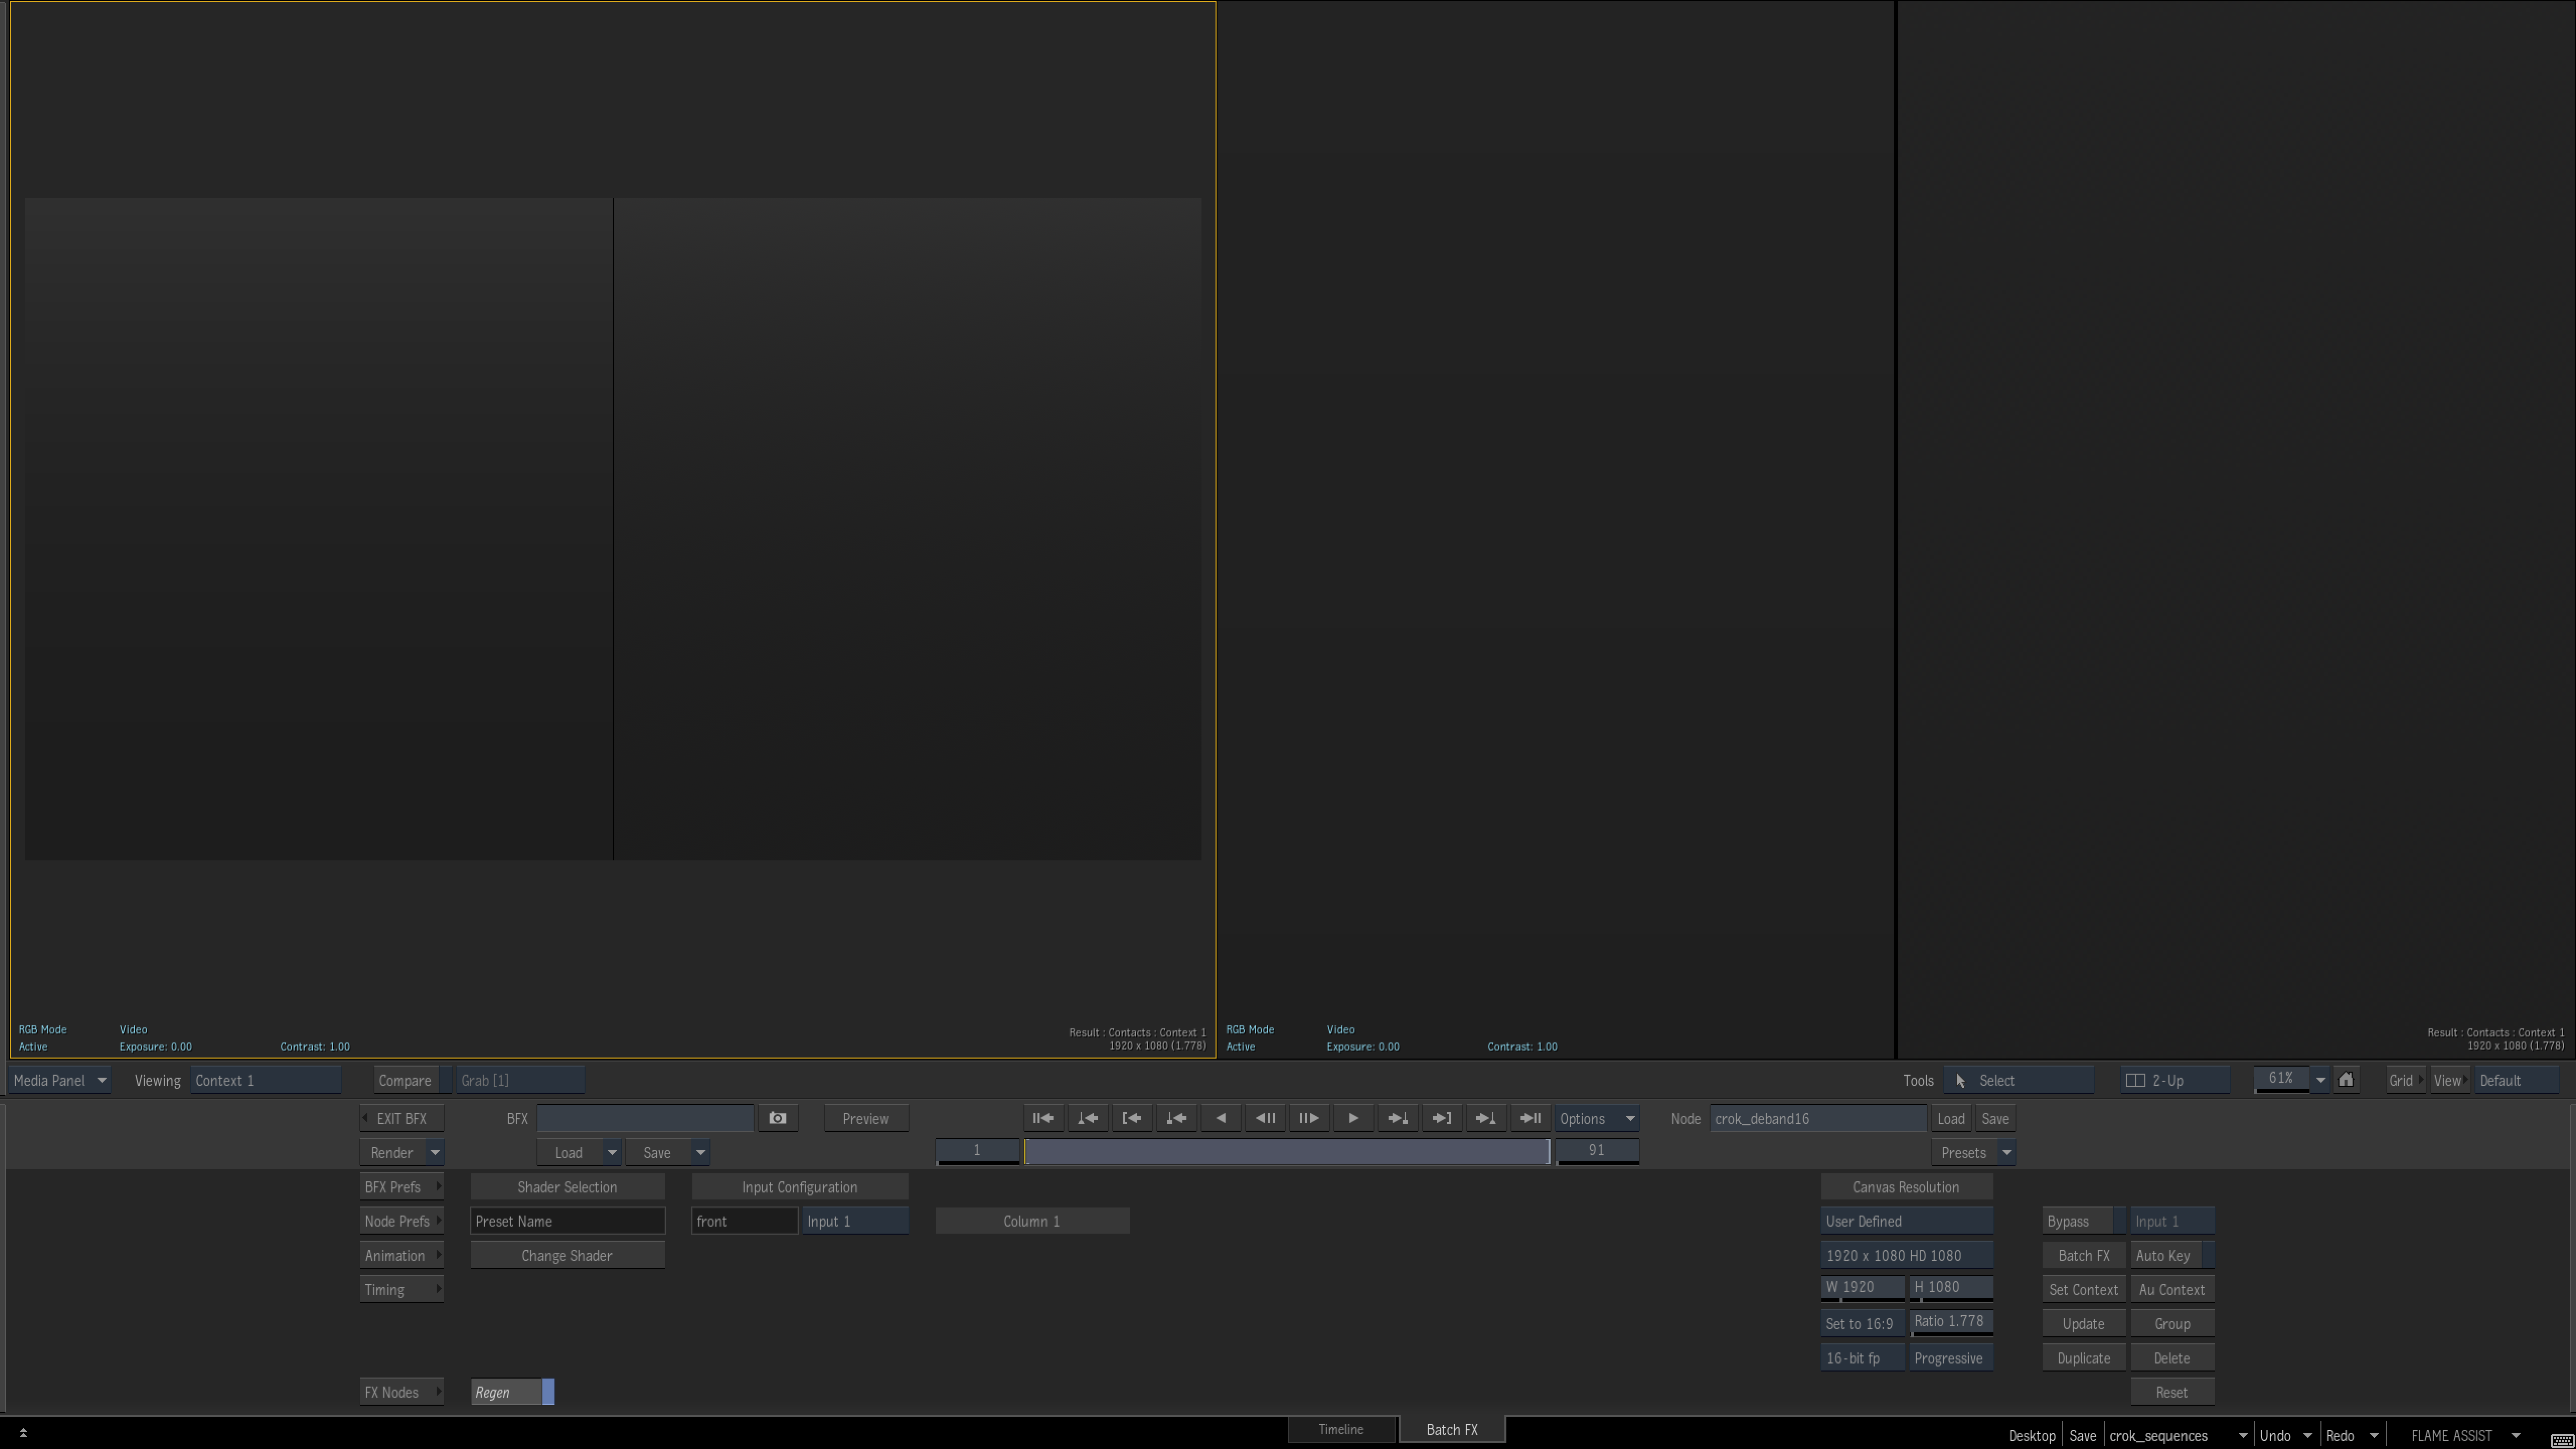 RGB Mode Video
Active Exposure: 0.00 Contrast: 1.00
Result : Contacts : Context 1
1920 x 1080 (1.778)
RGB Mode Video
Active Exposure: 0.00 Contrast: 1.00
Result : Contacts : Context 1
1920 x 1080 (1.778)
Media Panel Viewing Context 1 Compare Grab [1] Tools Select 2-Up 61% Grid View Default
EXIT BFX BFX Preview Options Node crok_deband16 Load Save
Render Load Save 1 91 Presets
BFX Prefs Shader Selection Input Configuration Canvas Resolution
Node Prefs Preset Name front Input 1 Column 1 User Defined Bypass Input 1
Animation Change Shader 1920 x 1080 HD 1080 Batch FX Auto Key
Timing W 1920 H 1080 Set Context Au Context
Set to 16:9 Ratio 1.778 Update Group
16-bit fp Progressive Duplicate Delete
FX Nodes Regen Reset
Timeline Batch FX Desktop Save crok_sequences Undo Redo FLAME ASSIST